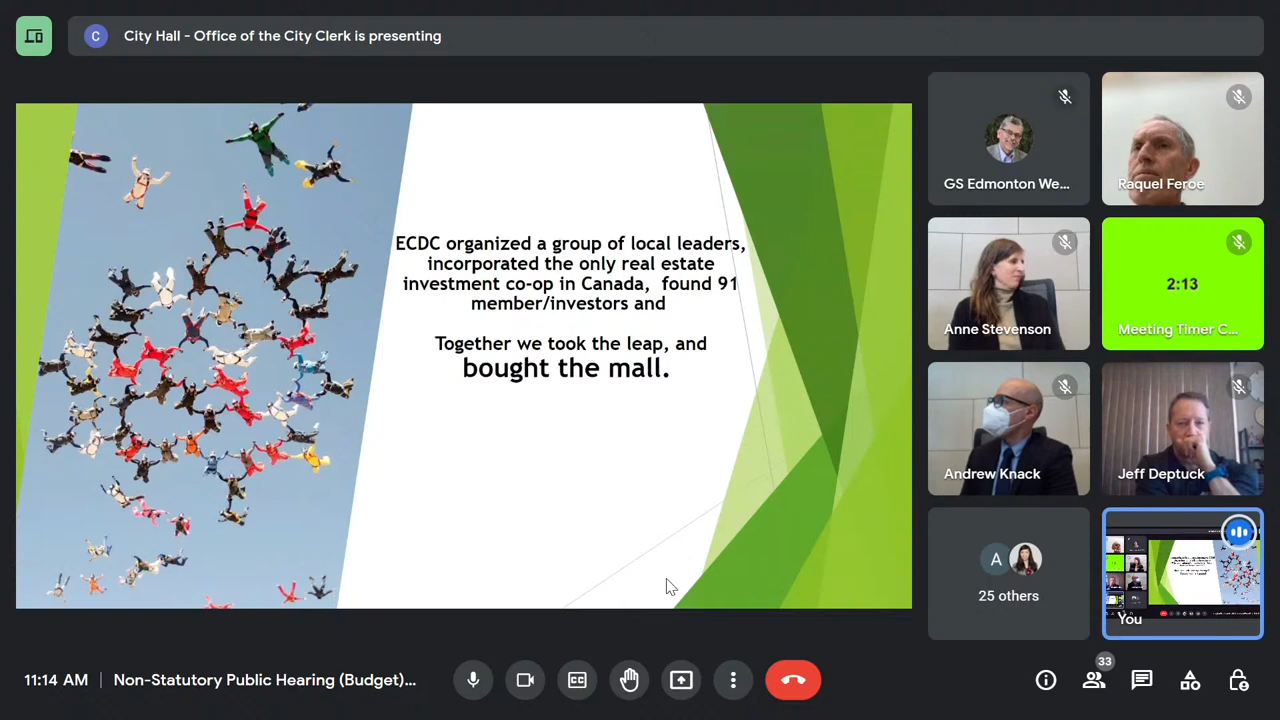 C
City Hall - Office of the City Clerk is presenting
ECDC organized a group of local leaders,
incorporated the only real estate
investment co-op in Canada, found 91
member/investors and
Together we took the leap, and
bought the mall.
GS Edmonton We...
Raquel Feroe
Anne Stevenson
2:13
Meeting Timer C...
Andrew Knack
Jeff Deptuck
A
25 others
You
11:14 AM
Non-Statutory Public Hearing (Budget)...
33